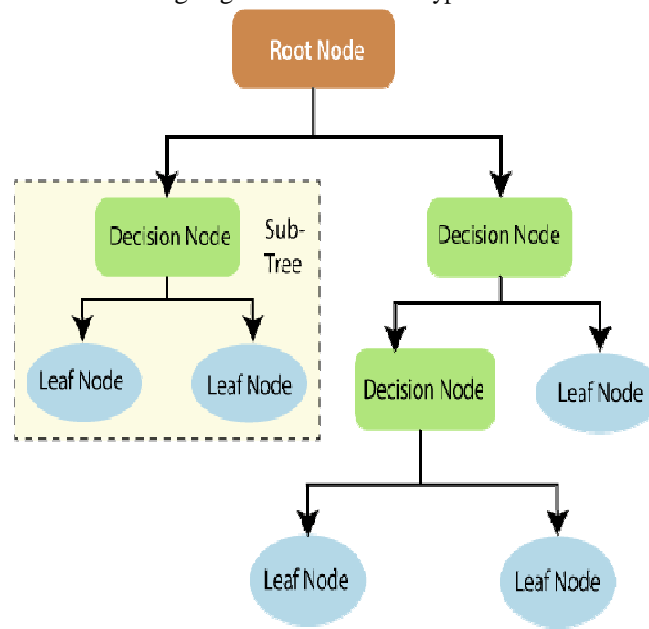 Root Node
Decision Node
Sub-
Tree
Decision Node
Leaf Node
Leaf Node
Decision Node
Leaf Node
Leaf Node
Leaf Node